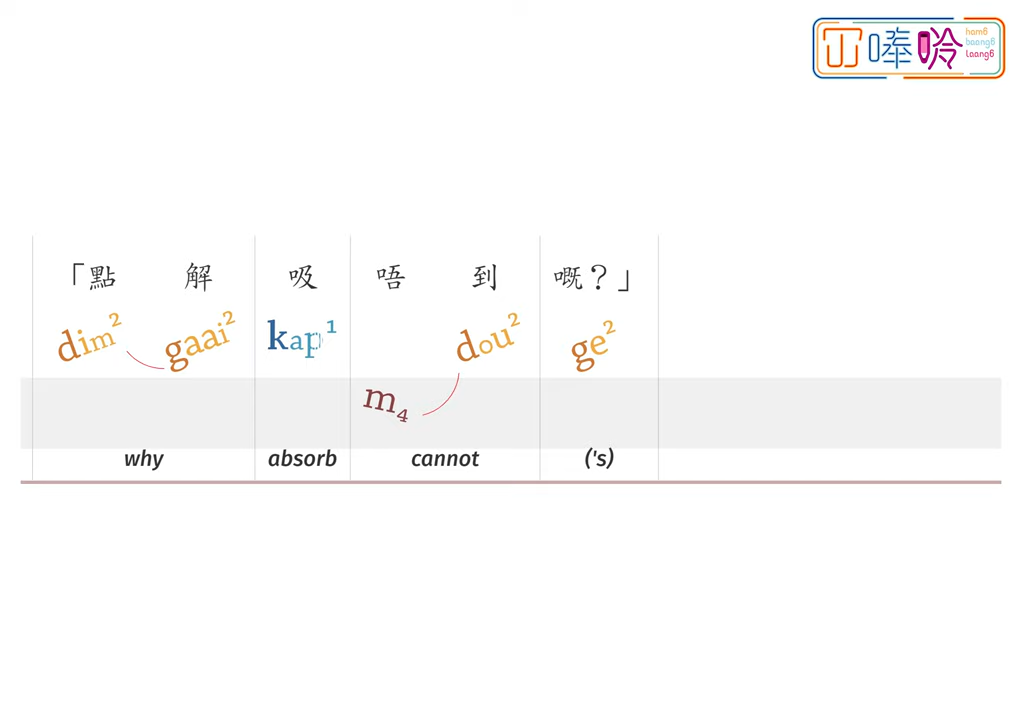 冚唪唥
ham6
baang6
laang6
「點 解 吸 唔 到 嘅？」
dim² gaai² kap¹ m₄ dou² ge²
why absorb cannot ('s)